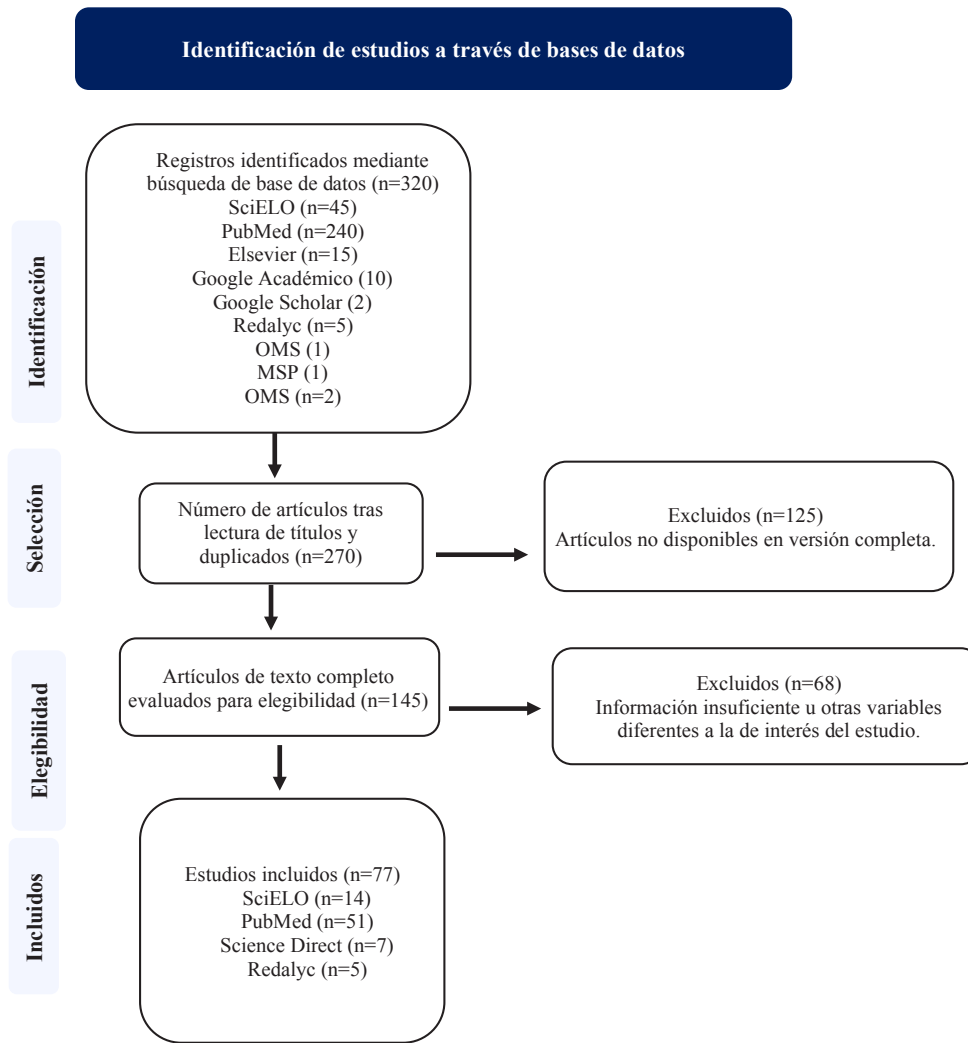 Identificación de estudios a través de bases de datos
Identificación
Registros identificados mediante
búsqueda de base de datos (n=320)
SciELO (n=45)
PubMed (n=240)
Elsevier (n=15)
Google Académico (10)
Google Scholar (2)
Redalyc (n=5)
OMS (1)
MSP (1)
OMS (n=2)
Selección
Número de artículos tras
lectura de títulos y
duplicados (n=270)
Excluidos (n=125)
Artículos no disponibles en versión completa.
Elegibilidad
Artículos de texto completo
evaluados para elegibilidad (n=145)
Excluidos (n=68)
Información insuficiente u otras variables
diferentes a la de interés del estudio.
Incluidos
Estudios incluidos (n=77)
SciELO (n=14)
PubMed (n=51)
Science Direct (n=7)
Redalyc (n=5)